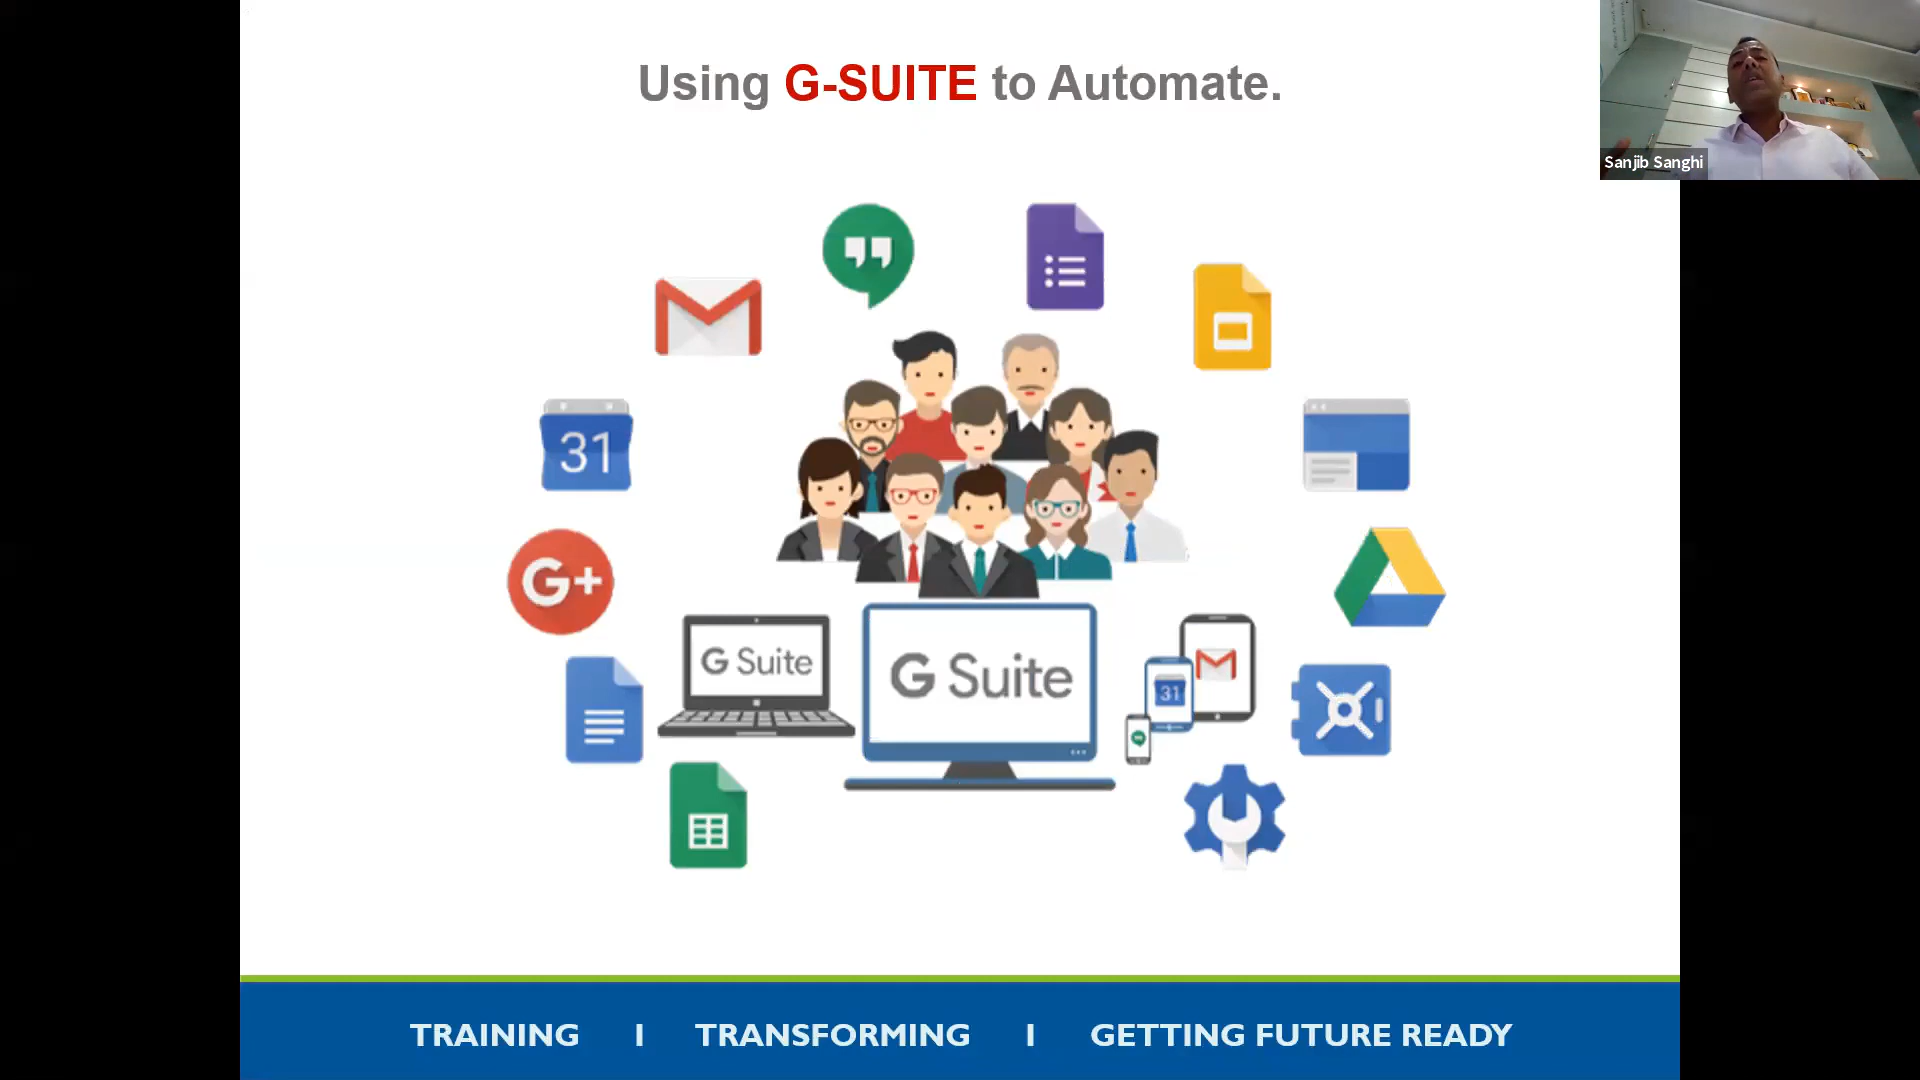 Using G-SUITE to Automate.
Sanjib Sanghi
31
G+
G Suite
G Suite
31
TRAINING I TRANSFORMING I GETTING FUTURE READY